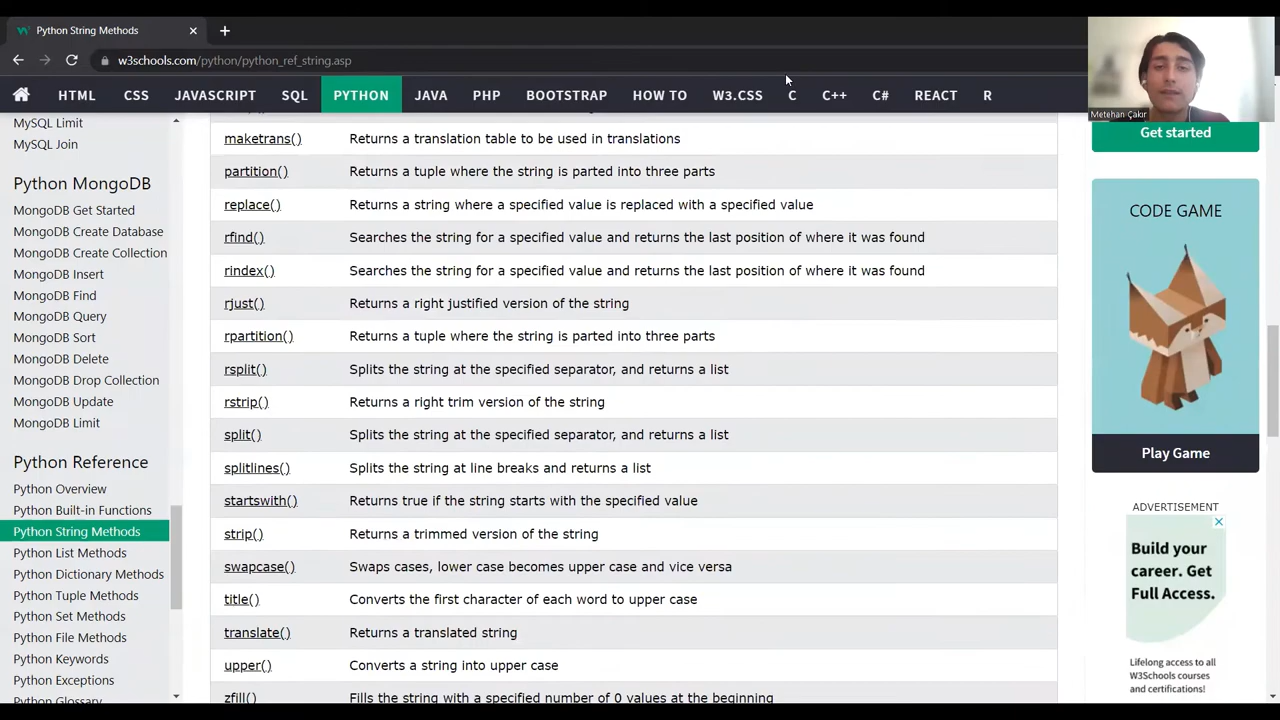 Python String Methods
w3schools.com/python/python_ref_string.asp
HTML CSS JAVASCRIPT SQL PYTHON JAVA PHP BOOTSTRAP HOW TO W3.CSS C C++ C# REACT R
Metehan Çakır
MySQL Limit
MySQL Join
Python MongoDB
MongoDB Get Started
MongoDB Create Database
MongoDB Create Collection
MongoDB Insert
MongoDB Find
MongoDB Query
MongoDB Sort
MongoDB Delete
MongoDB Drop Collection
MongoDB Update
MongoDB Limit
Python Reference
Python Overview
Python Built-in Functions
Python String Methods
Python List Methods
Python Dictionary Methods
Python Tuple Methods
Python Set Methods
Python File Methods
Python Keywords
Python Exceptions
Python Glossary
maketrans() Returns a translation table to be used in translations
partition() Returns a tuple where the string is parted into three parts
replace() Returns a string where a specified value is replaced with a specified value
rfind() Searches the string for a specified value and returns the last position of where it was found
rindex() Searches the string for a specified value and returns the last position of where it was found
rjust() Returns a right justified version of the string
rpartition() Returns a tuple where the string is parted into three parts
rsplit() Splits the string at the specified separator, and returns a list
rstrip() Returns a right trim version of the string
split() Splits the string at the specified separator, and returns a list
splitlines() Splits the string at line breaks and returns a list
startswith() Returns true if the string starts with the specified value
strip() Returns a trimmed version of the string
swapcase() Swaps cases, lower case becomes upper case and vice versa
title() Converts the first character of each word to upper case
translate() Returns a translated string
upper() Converts a string into upper case
zfill() Fills the string with a specified number of 0 values at the beginning
Get started
CODE GAME
Play Game
ADVERTISEMENT
Build your
career. Get
Full Access.
Lifelong access to all
W3Schools courses
and certifications!